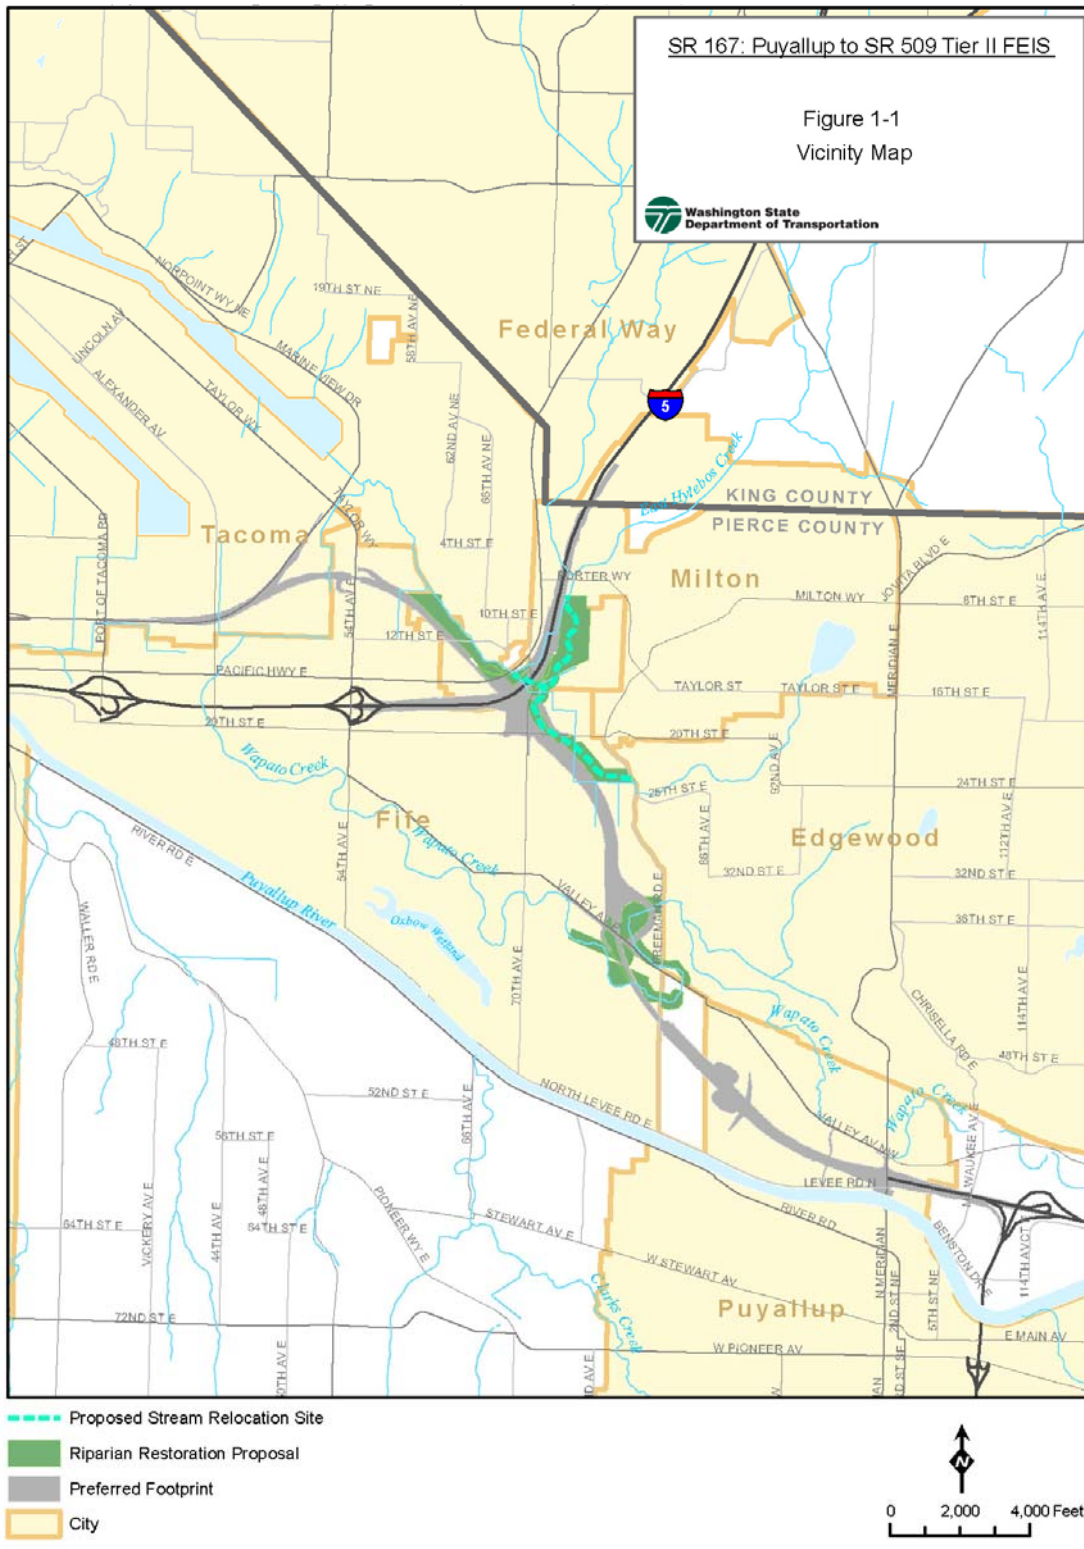 SR 167: Puyallup to SR 509 Tier II FEIS
Figure 1-1
Vicinity Map
Washington State
Department of Transportation
NORPOINT WY NE
19TH ST NE
58TH AV NE
Federal Way
LINCOLN AV
MARINE VIEW DR
ALEXANDER AV
TAYLOR WY
5
62ND AV NE
65TH AV NE
East Hylebos Creek
KING COUNTY
PIERCE COUNTY
Tacoma
TAYLOR WY
PORT OF TACOMA RD
4TH ST E
JOVITA BLVD E
54TH AV E
PORTER WY
Milton
MILTON WY
8TH ST E
114TH AV E
10TH ST E
12TH ST E
MERIDIAN E
PACIFIC HWY E
TAYLOR ST
TAYLOR ST E
16TH ST E
20TH ST E
20TH ST E
Wapato Creek
92ND AV E
24TH ST E
25TH ST E
Fife
Edgewood
RIVER RD E
54TH AV E
Wapato Creek
86TH AV E
112TH AV E
32ND ST E
32ND ST E
Puyallup River
VALLEY AV E
FREEMAN RD E
36TH ST E
WALLER RD E
Oxbow Wetland
70TH AV E
CHRISELLA RD E
114TH AV E
Wapato Creek
48TH ST E
48TH ST E
52ND ST E
66TH AV E
NORTH LEVEE RD E
VALLEY AV NW
Wapato Creek
MILWAUKEE AV E
56TH ST E
48TH AV E
LEVEE RD N
PIONEER WY E
STEWART AV E
RIVER RD
64TH ST E
VICKERY AV E
44TH AV E
64TH ST E
W STEWART AV
N MERIDIAN
BENSTON DR E
114TH AVCT E
Clarks Creek
Puyallup
2ND ST NE
5TH ST NE
72ND ST E
W PIONEER AV
E MAIN AV
Proposed Stream Relocation Site
Riparian Restoration Proposal
Preferred Footprint
City
N
0 2,000 4,000 Feet